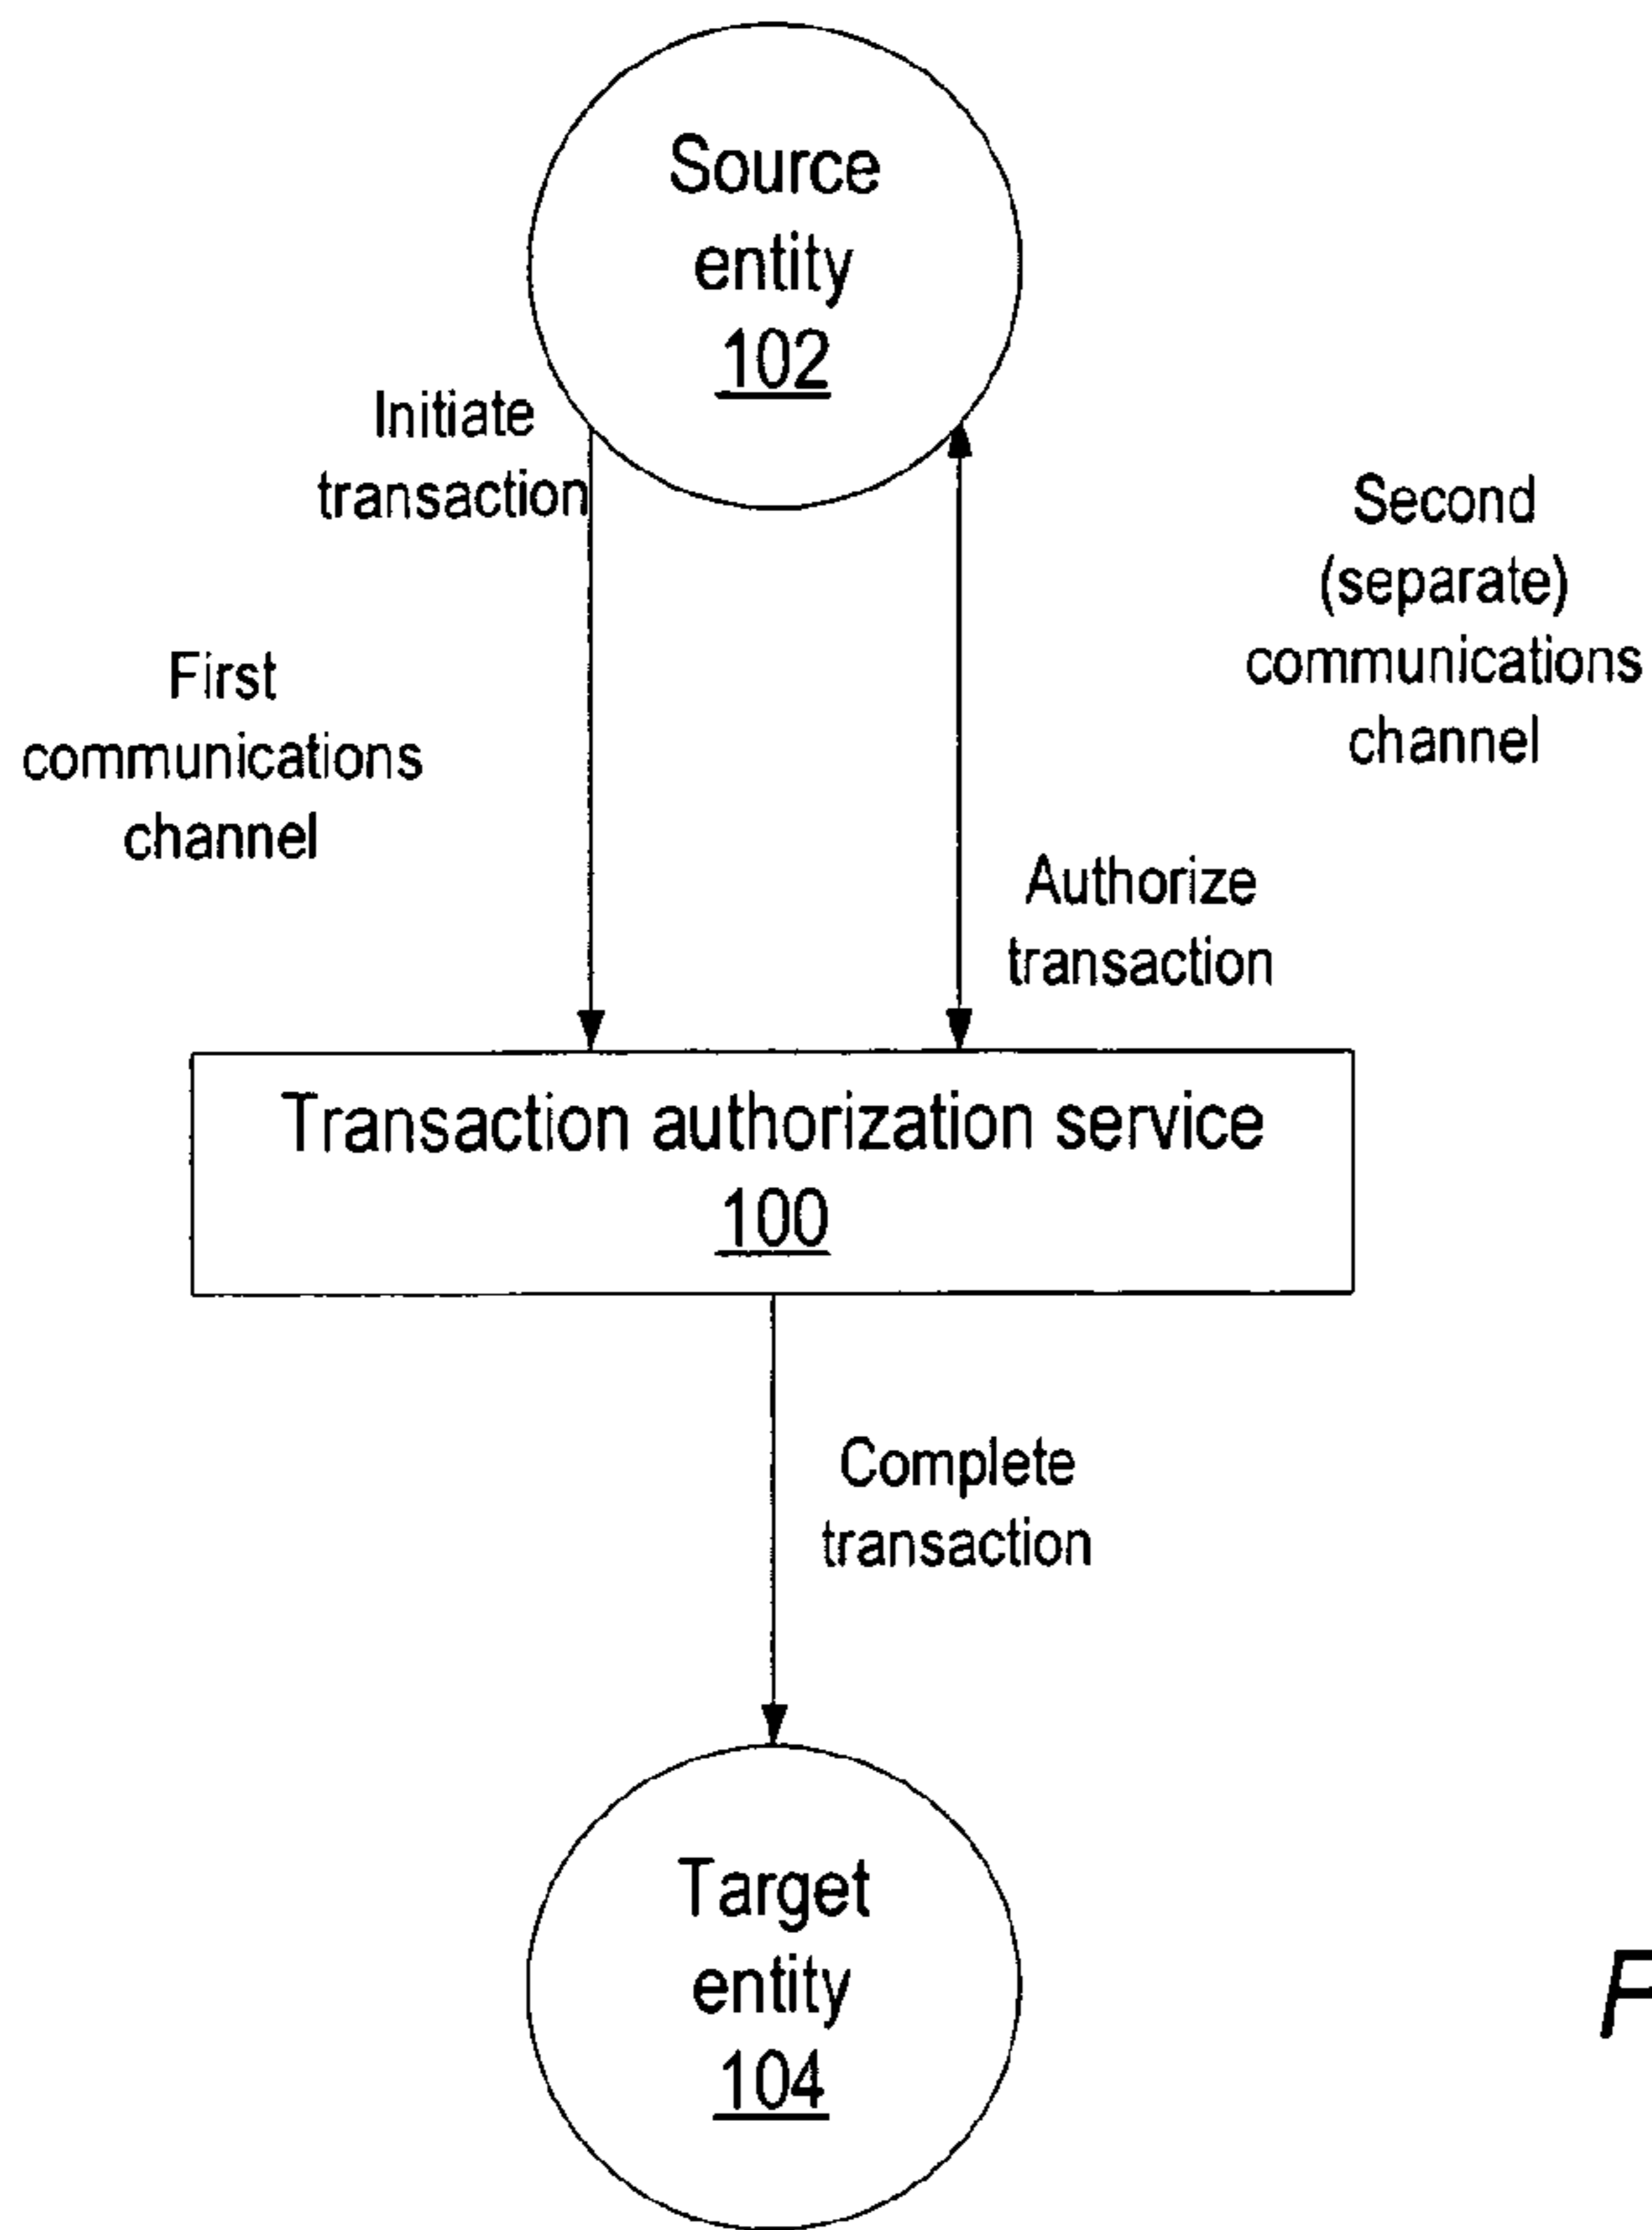 Source
entity
102
Initiate
transaction
First
communications
channel
Second
(separate)
communications
channel
Authorize
transaction
Transaction authorization service
100
Complete
transaction
Target
entity
104
F